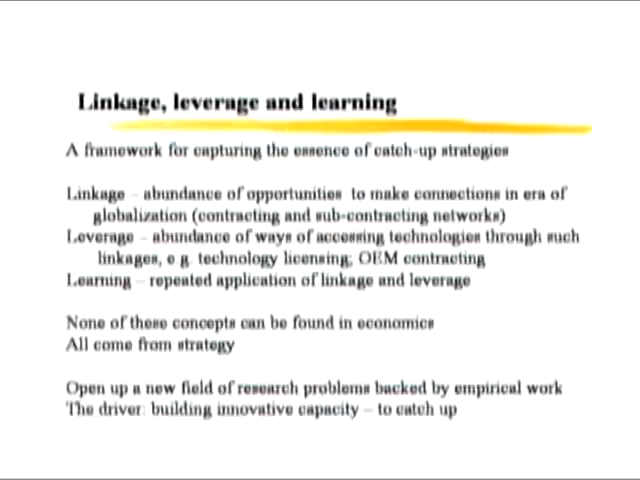 Linkage, leverage and learning
A framework for capturing the essence of catch-up strategies
Linkage – abundance of opportunities to make connections in era of
globalization (contracting and sub-contracting networks)
Leverage – abundance of ways of accessing technologies through such
linkages, e.g. technology licensing; OEM contracting
Learning – repeated application of linkage and leverage
None of these concepts can be found in economics
All come from strategy
Open up a new field of research problems backed by empirical work
The driver: building innovative capacity – to catch up